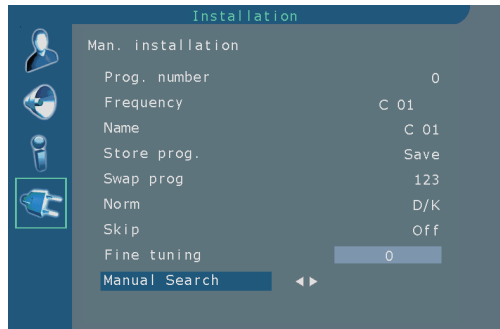 Installation
Man. installation
Prog. number 0
Frequency C 01
Name C 01
Store prog. Save
Swap prog 123
Norm D/K
Skip Off
Fine tuning 0
Manual Search